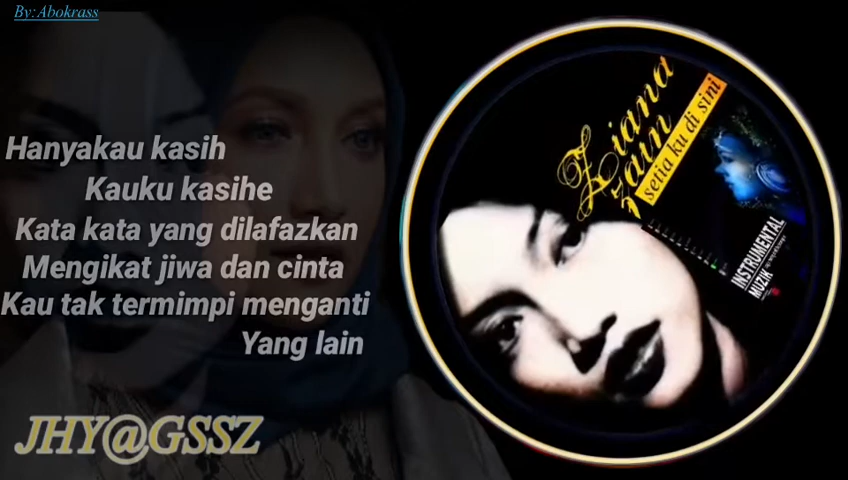 By:Abokrass
Hanyakau kasih
Kauku kasihe
Kata kata yang dilafazkan
Mengikat jiwa dan cinta
Kau tak termimpi menganti
Yang lain
JHY@GSSZ
Ziana
zain
setia ku di sini
INSTRUMENTAL
MUZIK